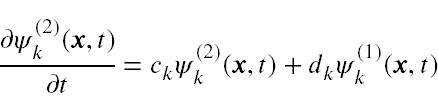 ∂ψ_k^{(2)}(x, t) / ∂t = c_k ψ_k^{(2)}(x, t) + d_k ψ_k^{(1)}(x, t)